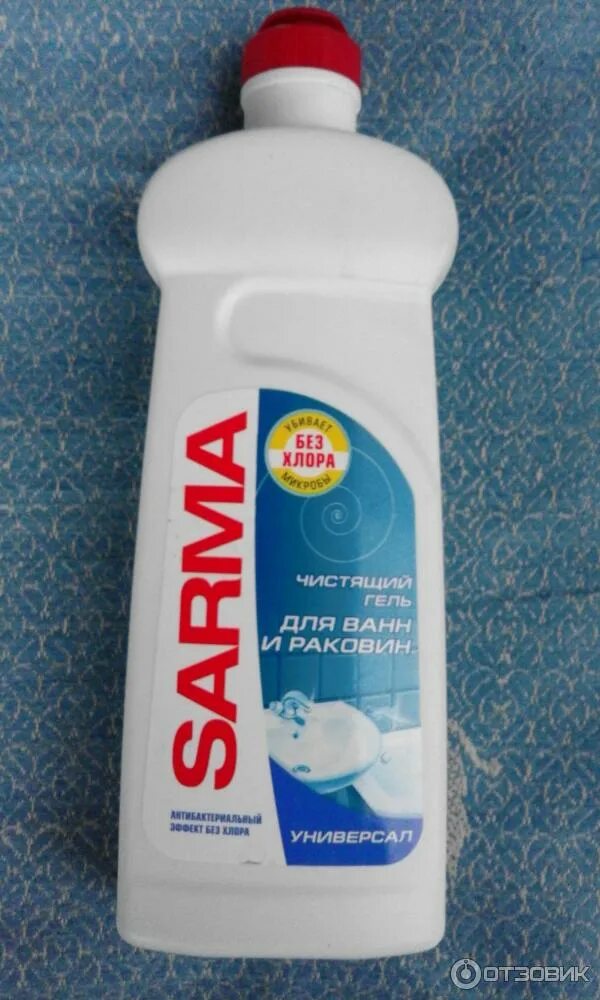 УБИВАЕТ
БЕЗ
ХЛОРА
МИКРОБЫ
SARMA
ЧИСТЯЩИЙ
ГЕЛЬ
ДЛЯ ВАНН
И РАКОВИН
АНТИБАКТЕРИАЛЬНЫЙ
ЭФФЕКТ БЕЗ ХЛОРА
УНИВЕРСАЛ
ОТЗОВИК